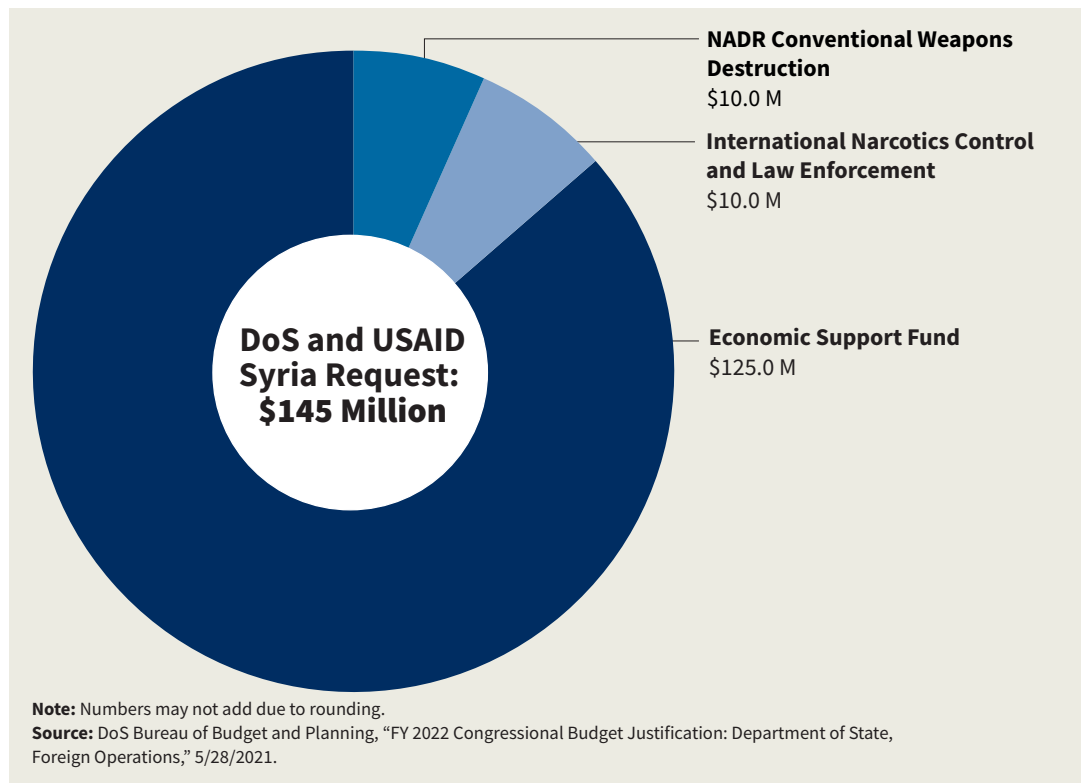 NADR Conventional Weapons
Destruction
$10.0 M
International Narcotics Control
and Law Enforcement
$10.0 M
DoS and USAID
Syria Request:
$145 Million
Economic Support Fund
$125.0 M
Note: Numbers may not add due to rounding.
Source: DoS Bureau of Budget and Planning, “FY 2022 Congressional Budget Justification: Department of State,
Foreign Operations,” 5/28/2021.